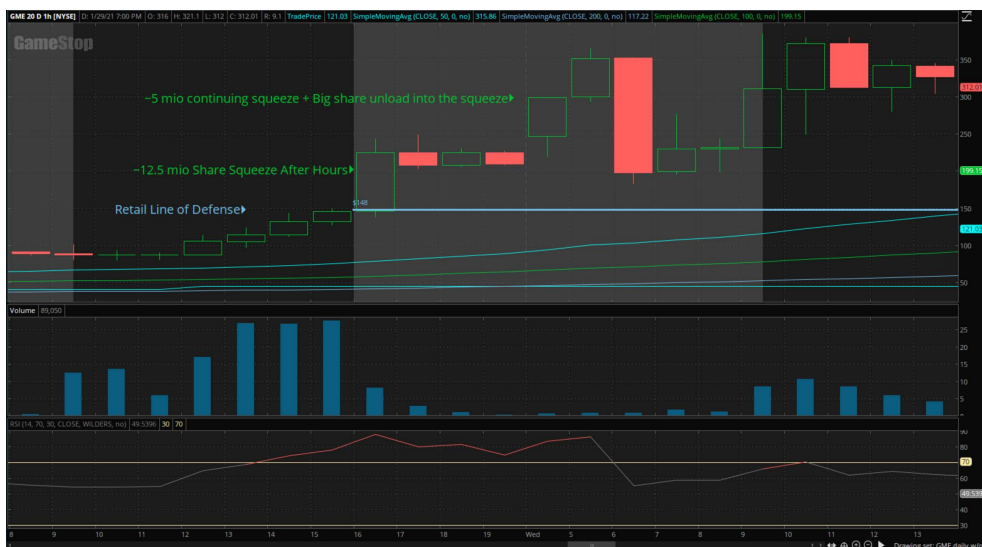 GME 20 D 1h [NYSE] D: 1/29/21 7:00 PM O: 316 H: 321.1 L: 312 C: 312.01 R: 9.1 TradePrice 121.03 SimpleMovingAvg (CLOSE, 50, 0, no) 315.86 SimpleMovingAvg (CLOSE, 200, 0, no) 117.22 SimpleMovingAvg (CLOSE, 100, 0, no) 199.15
GameStop
350
~5 mio continuing squeeze + Big share unload into the squeeze
312.01
300
250
~12.5 mio Share Squeeze After Hours
199.15
Retail Line of Defense
$148
150
121.03
100
50
Volume 89,050
25
20
15
10
5
RSI (14, 70, 30, CLOSE, WILDERS, no) 49.5396 30 70
90
80
70
60
49.539
40
30
8 9 10 11 12 13 14 15 16 17 18 19 Wed 5 6 7 8 9 10 11 12 13
Drawing set: GME daily w/o